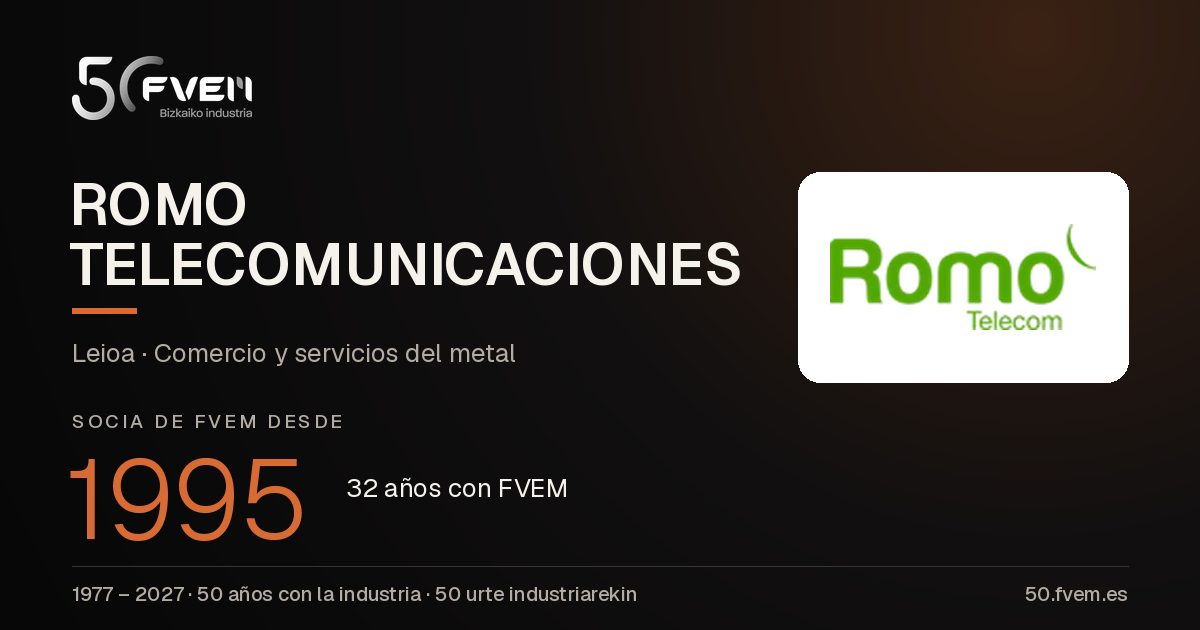 50 FVEM
Bizkaiko industria
ROMO
TELECOMUNICACIONES
Romo
Telecom
Leioa · Comercio y servicios del metal
SOCIA DE FVEM DESDE
1995
32 años con FVEM
1977 – 2027 · 50 años con la industria · 50 urte industriarekin
50.fvem.es